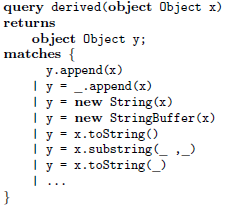 query derived(object Object x)
returns
object Object y;
matches {
y.append(x)
| y = _.append(x)
| y = new String(x)
| y = new StringBuffer(x)
| y = x.toString()
| y = x.substring(_ ,_)
| y = x.toString(_)
| ...
}